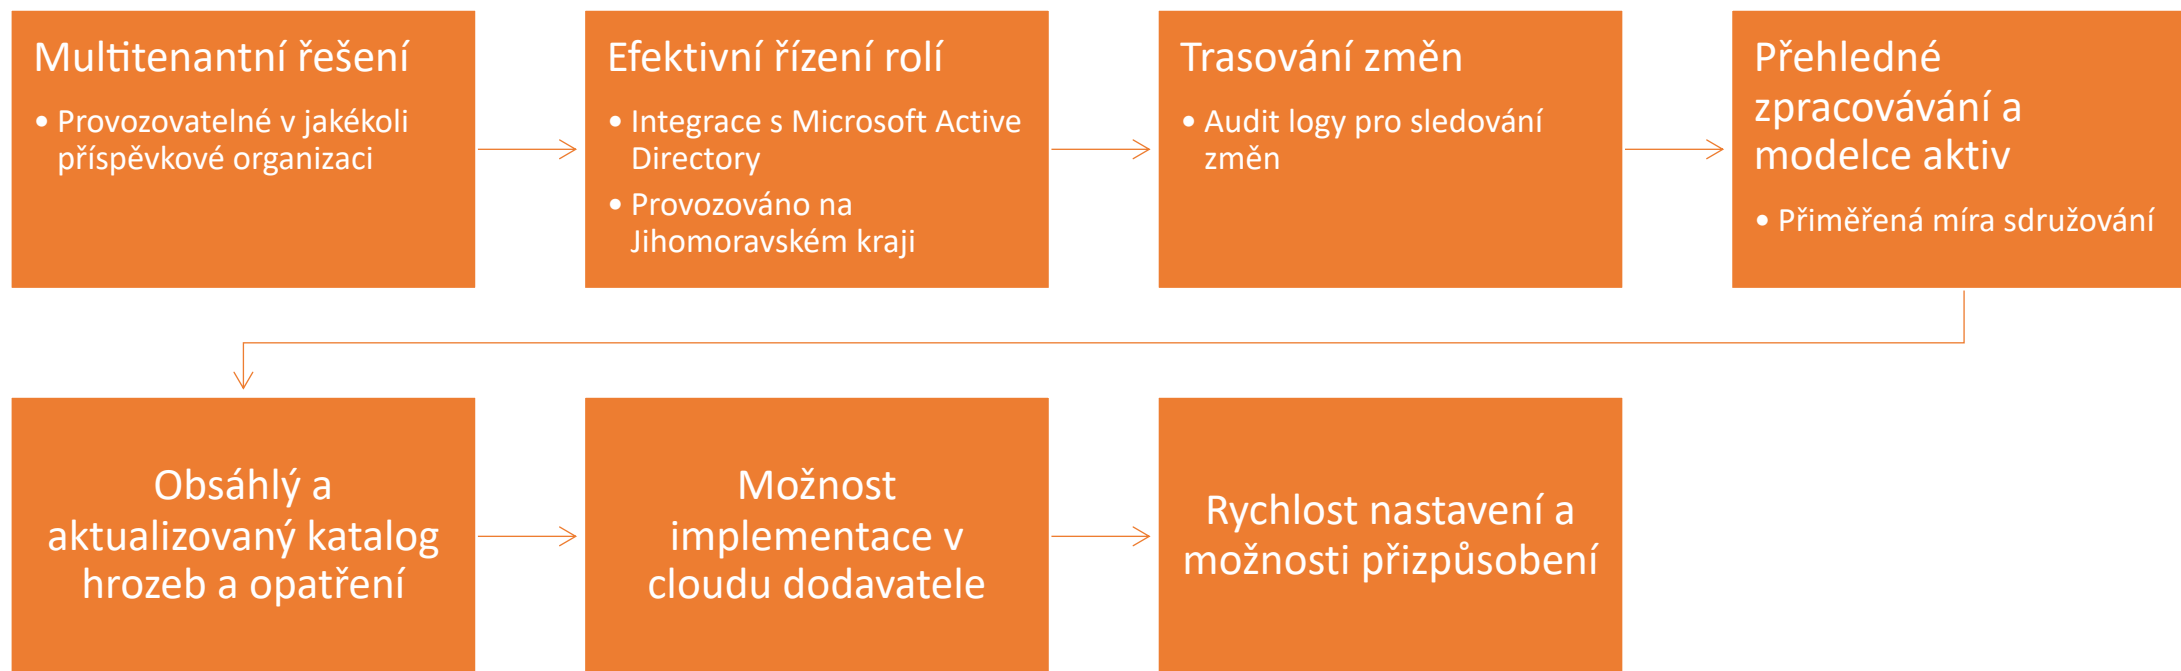 Multitenantní řešení
• Provozovatelné v jakékoli
příspěvkové organizaci
Efektivní řízení rolí
• Integrace s Microsoft Active
Directory
• Provozováno na
Jihomoravském kraji
Trasování změn
• Audit logy pro sledování
změn
Přehledné
zpracovávání a
modelce aktiv
• Přiměřená míra sdružování
Obsáhlý a
aktualizovaný katalog
hrozeb a opatření
Možnost
implementace v
cloudu dodavatele
Rychlost nastavení a
možnosti přizpůsobení